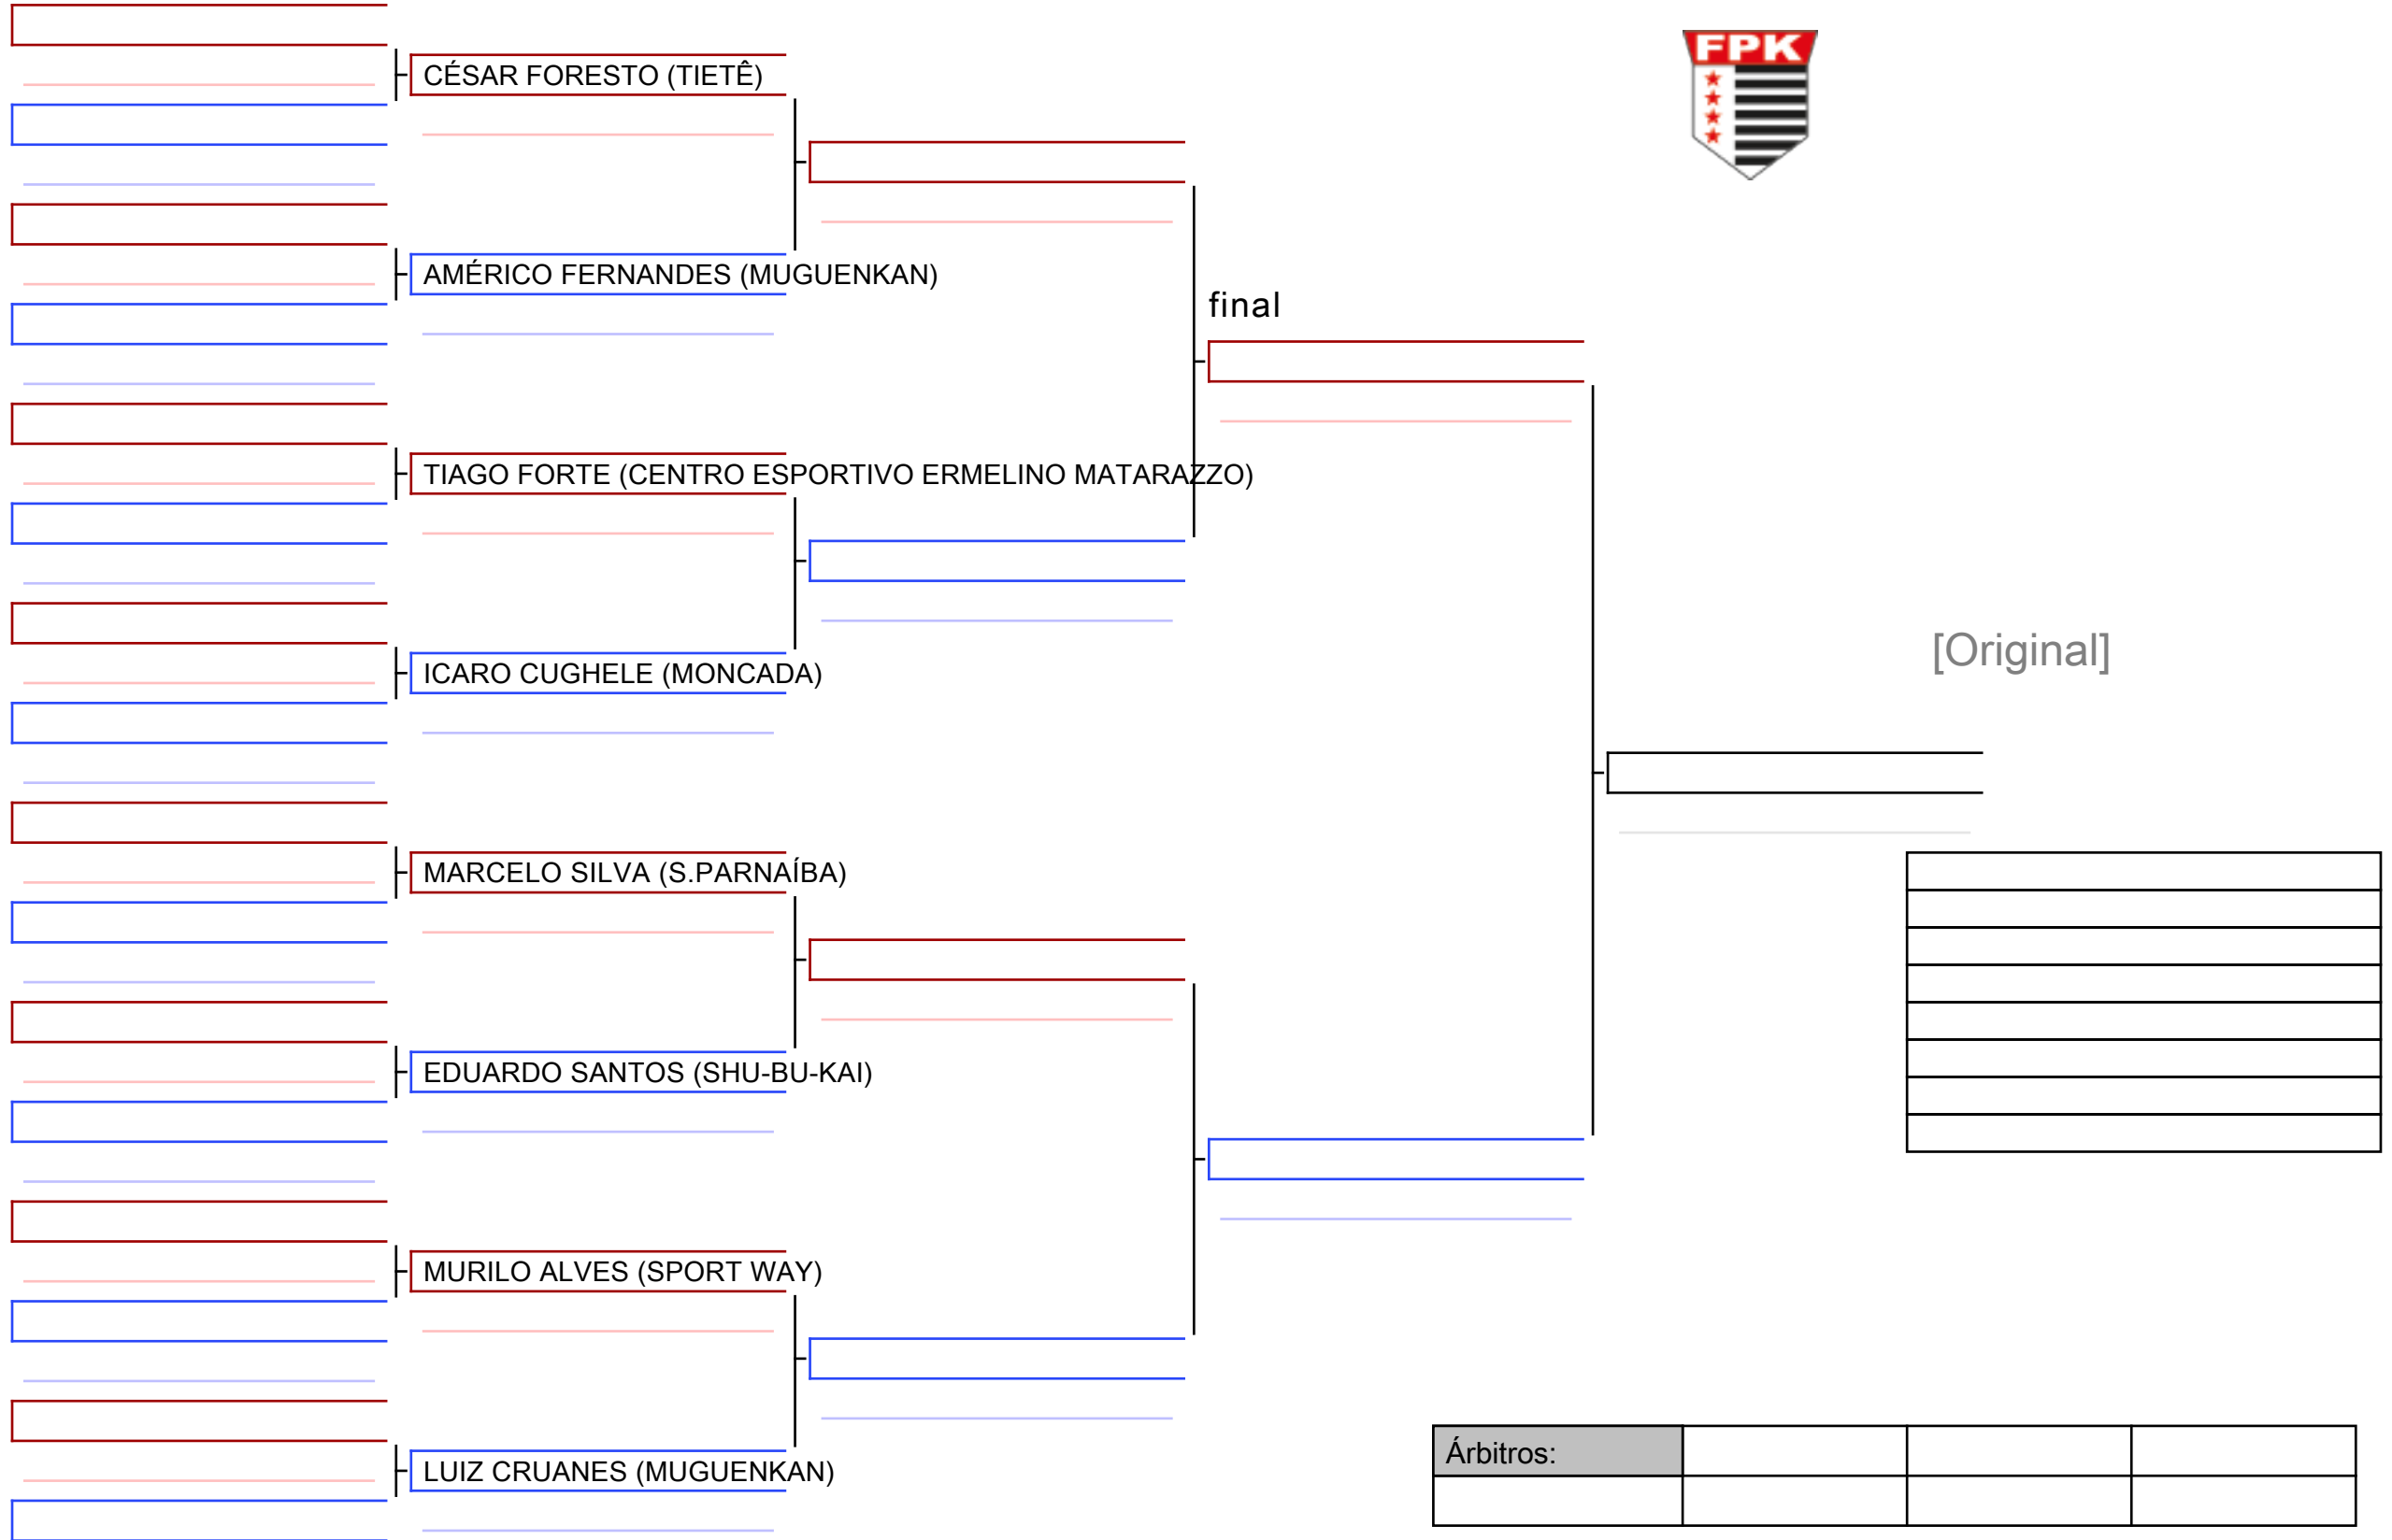 FPK
CÉSAR FORESTO (TIETÊ)
AMÉRICO FERNANDES (MUGUENKAN)
final
TIAGO FORTE (CENTRO ESPORTIVO ERMELINO MATARAZZO)
[Original]
ICARO CUGHELE (MONCADA)
MARCELO SILVA (S.PARNAÍBA)
EDUARDO SANTOS (SHU-BU-KAI)
MURILO ALVES (SPORT WAY)
Árbitros:
LUIZ CRUANES (MUGUENKAN)